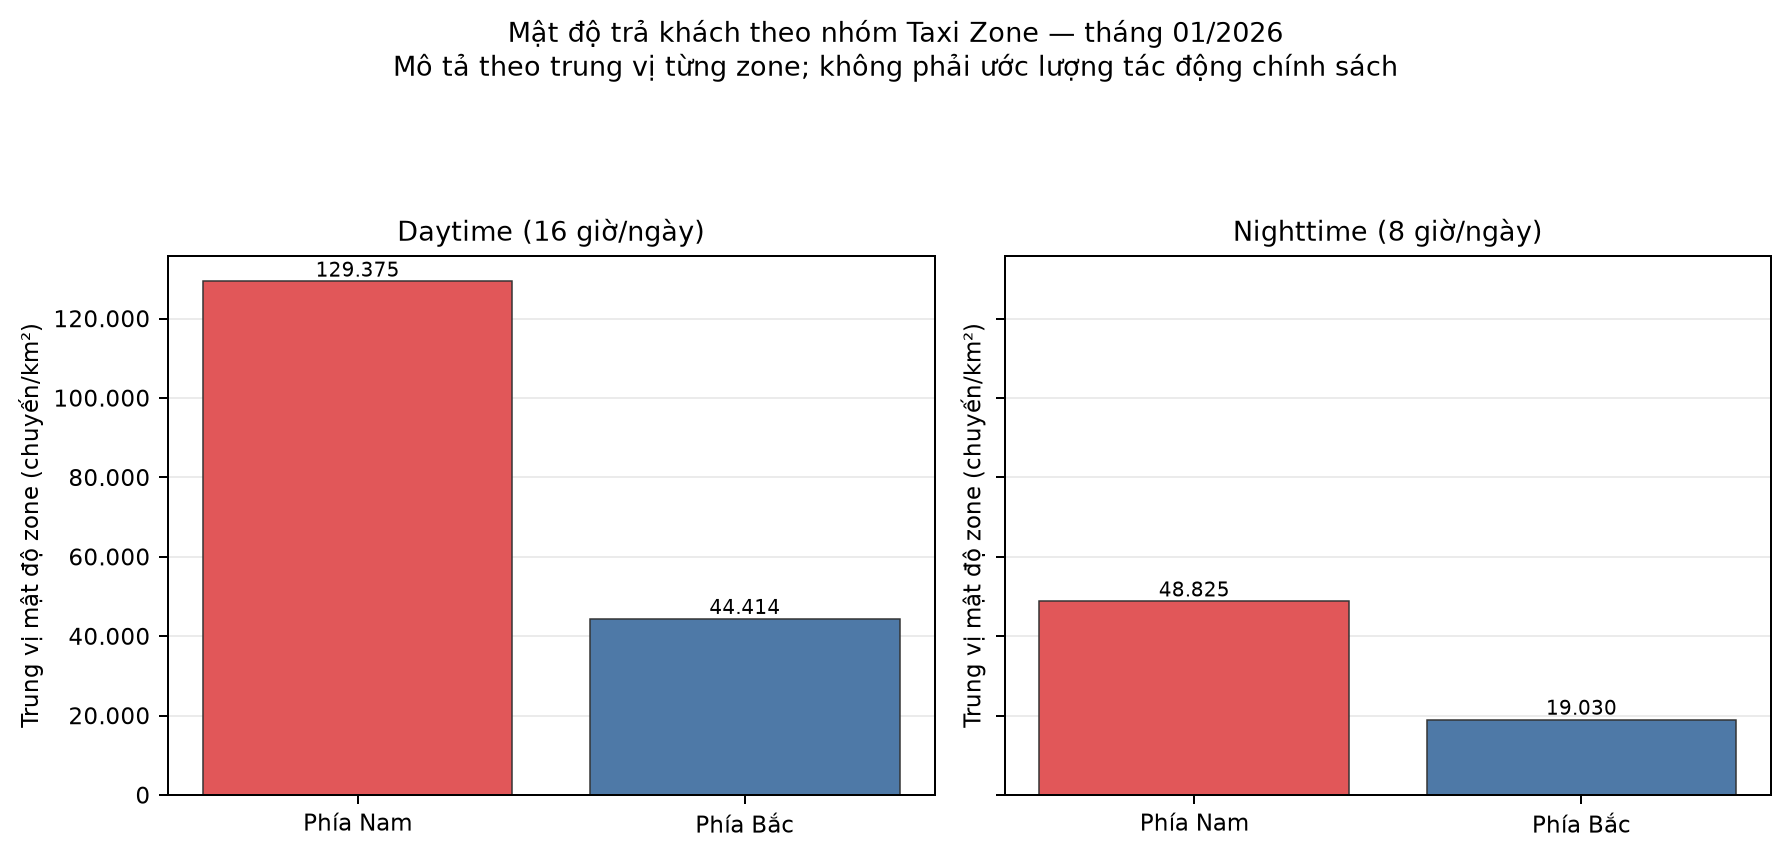 Mật độ trả khách theo nhóm Taxi Zone — tháng 01/2026
Mô tả theo trung vị từng zone; không phải ước lượng tác động chính sách
Daytime (16 giờ/ngày)
Trung vị mật độ zone (chuyến/km²)
120.000
100.000
80.000
60.000
40.000
20.000
0
129.375
44.414
Phía Nam
Phía Bắc
Nighttime (8 giờ/ngày)
Trung vị mật độ zone (chuyến/km²)
48.825
19.030
Phía Nam
Phía Bắc